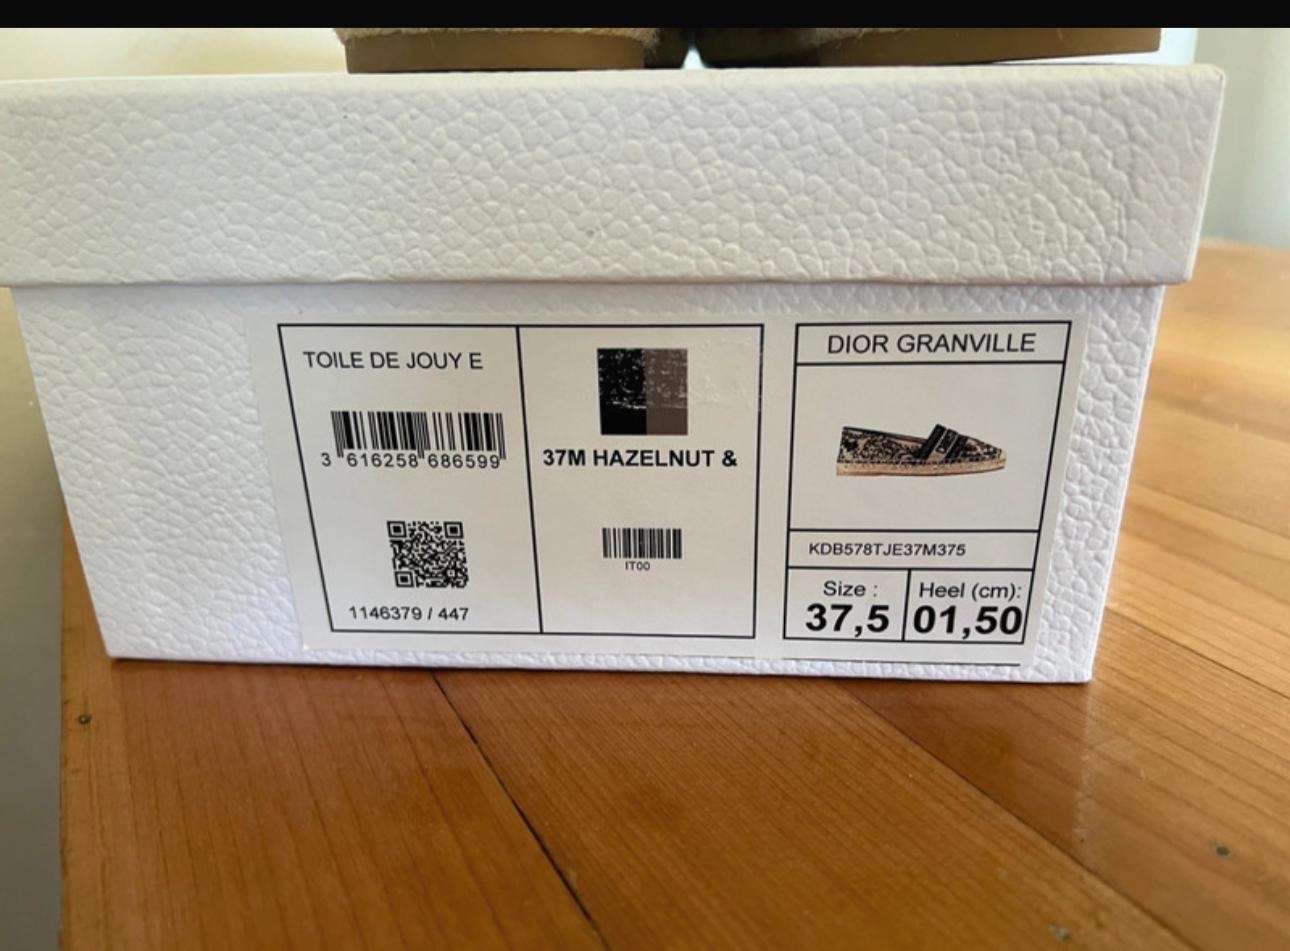 TOILE DE JOUY E
3 616258 686599
1146379 / 447
37M HAZELNUT &
IT00
DIOR GRANVILLE
KDB578TJE37M375
Size :
37,5
Heel (cm):
01,50